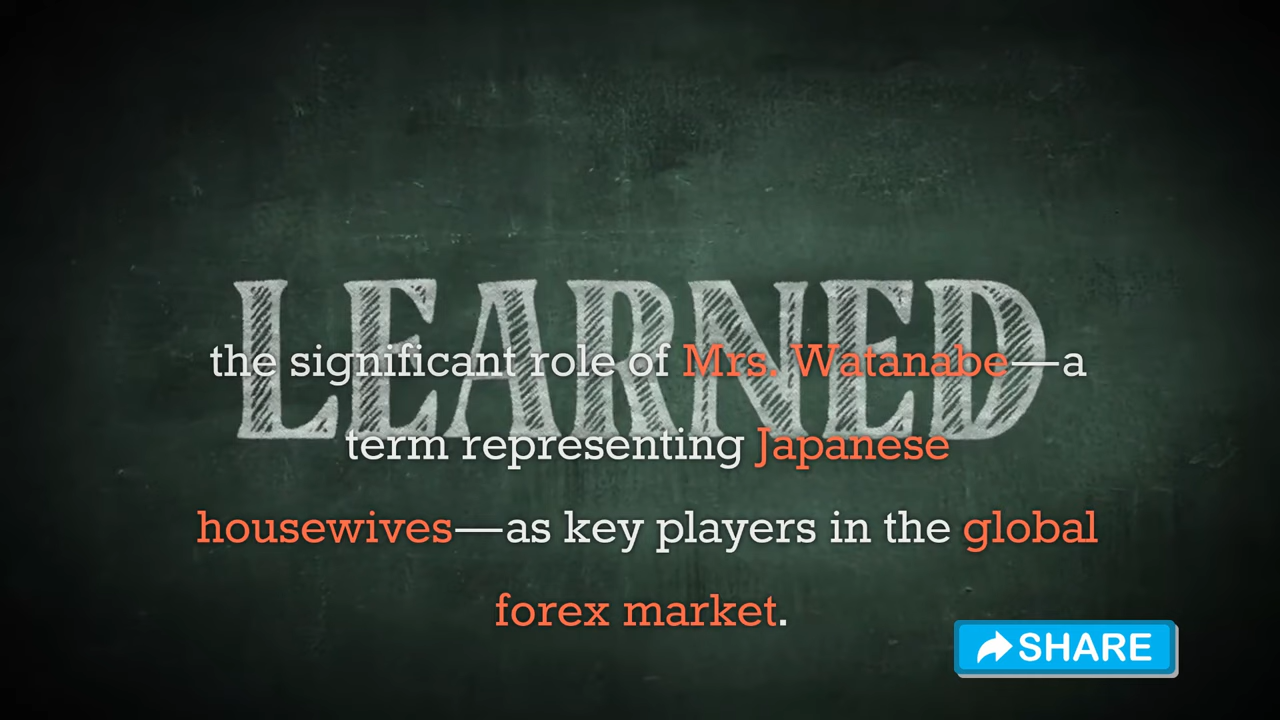 LEARNED
the significant role of Mrs. Watanabe—a
term representing Japanese
housewives—as key players in the global
forex market.
SHARE